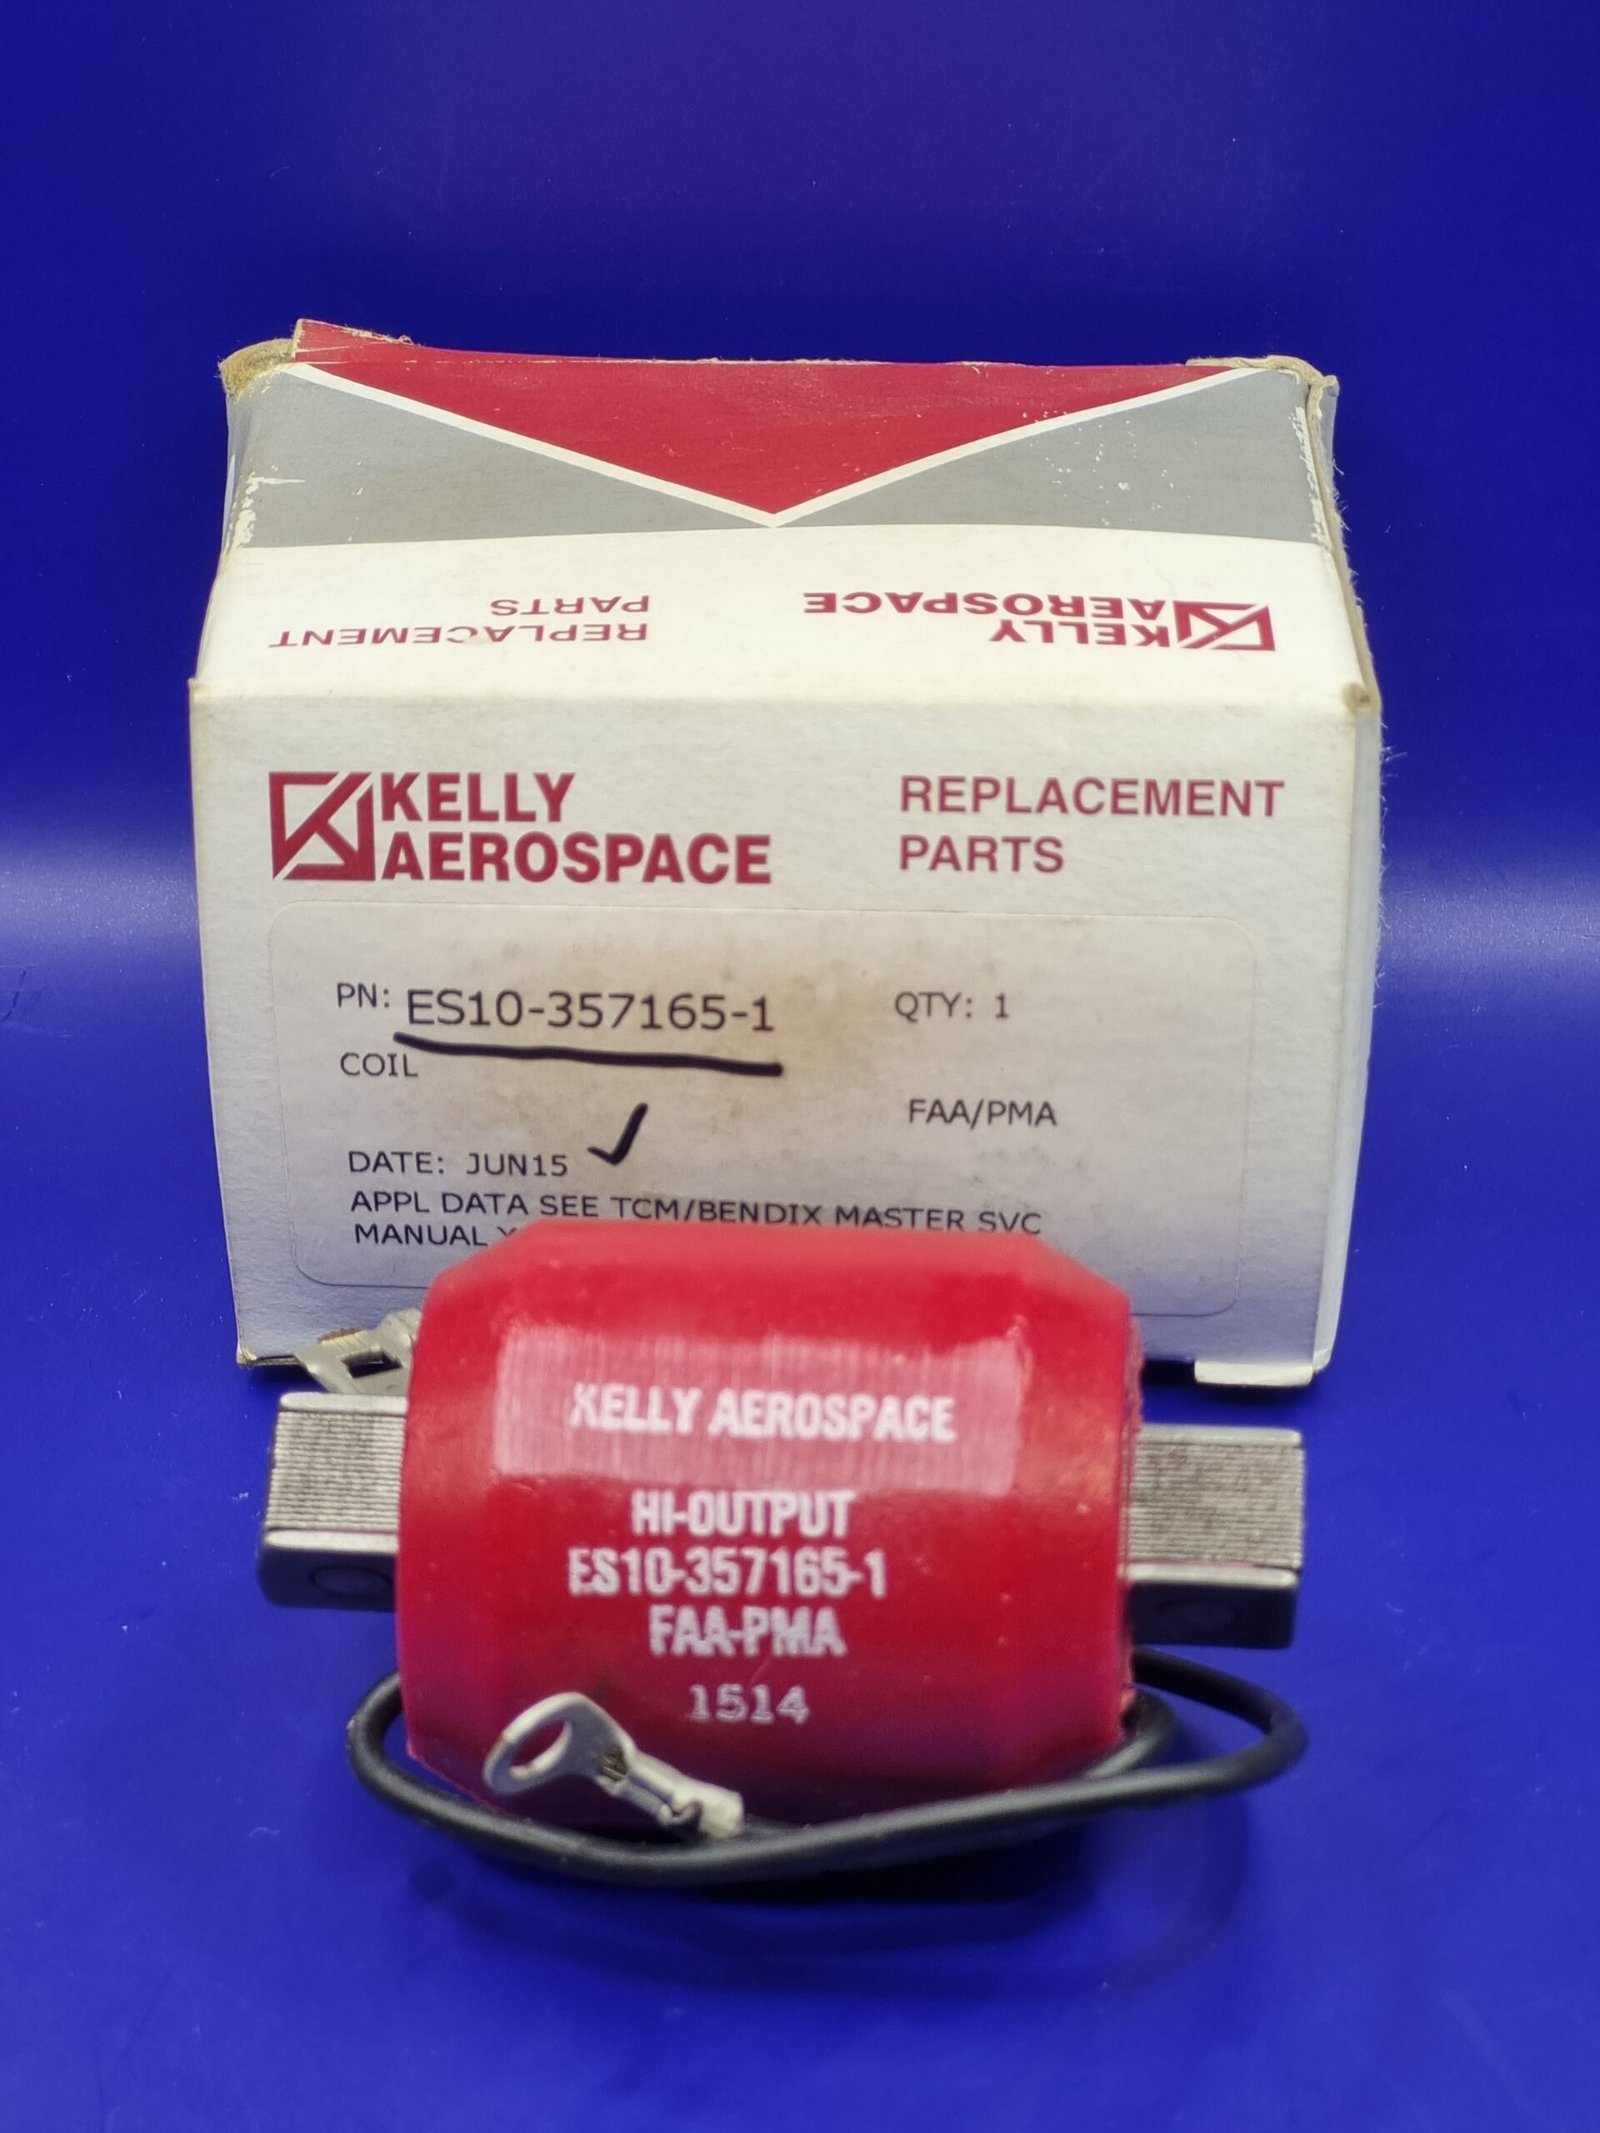 REPLACEMENT
PARTS
KELLY
AEROSPACE
KELLY
AEROSPACE
REPLACEMENT
PARTS
PN: ES10-357165-1
QTY: 1
COIL
FAA/PMA
DATE: JUN15
APPL DATA SEE TCM/BENDIX MASTER SVC
MANUAL
KELLY AEROSPACE
HI-OUTPUT
ES10-357165-1
FAA-PMA
1514